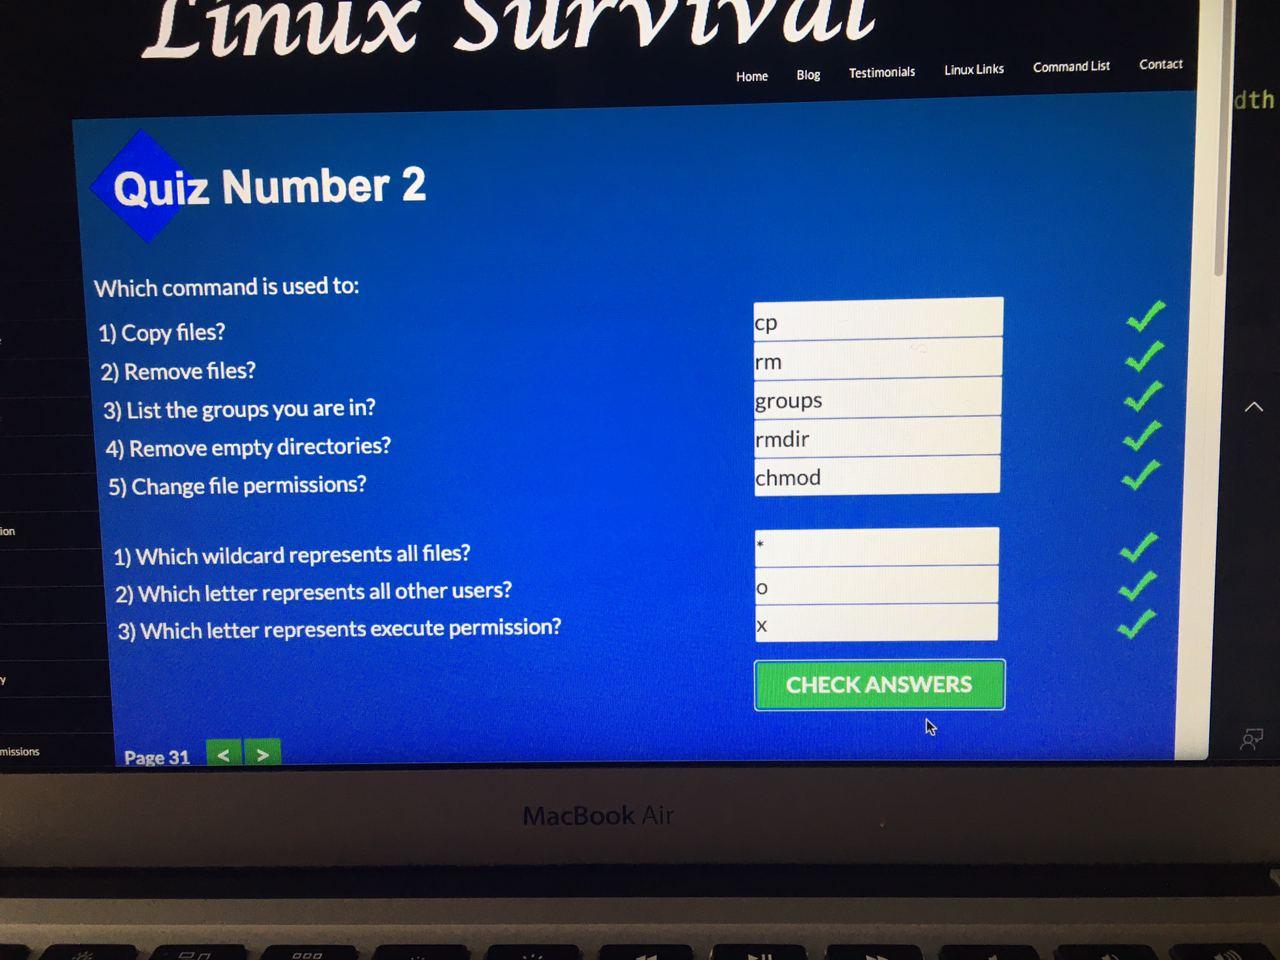 Linux Survival
Home Blog Testimonials Linux Links Command List Contact
dth
Quiz Number 2
Which command is used to:
1) Copy files? cp
2) Remove files? rm
3) List the groups you are in? groups
4) Remove empty directories? rmdir
5) Change file permissions? chmod
ion
1) Which wildcard represents all files? *
2) Which letter represents all other users? o
3) Which letter represents execute permission? x
y
CHECK ANSWERS
missions
Page 31 < >
MacBook Air